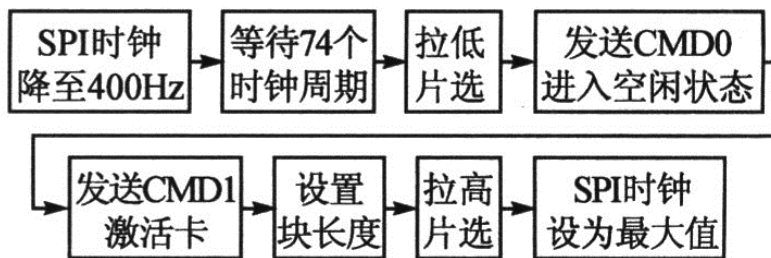 SPI时钟
降至400Hz
等待74个
时钟周期
拉低
片选
发送CMD0
进入空闲状态
发送CMD1
激活卡
设置
块长度
拉高
片选
SPI时钟
设为最大值